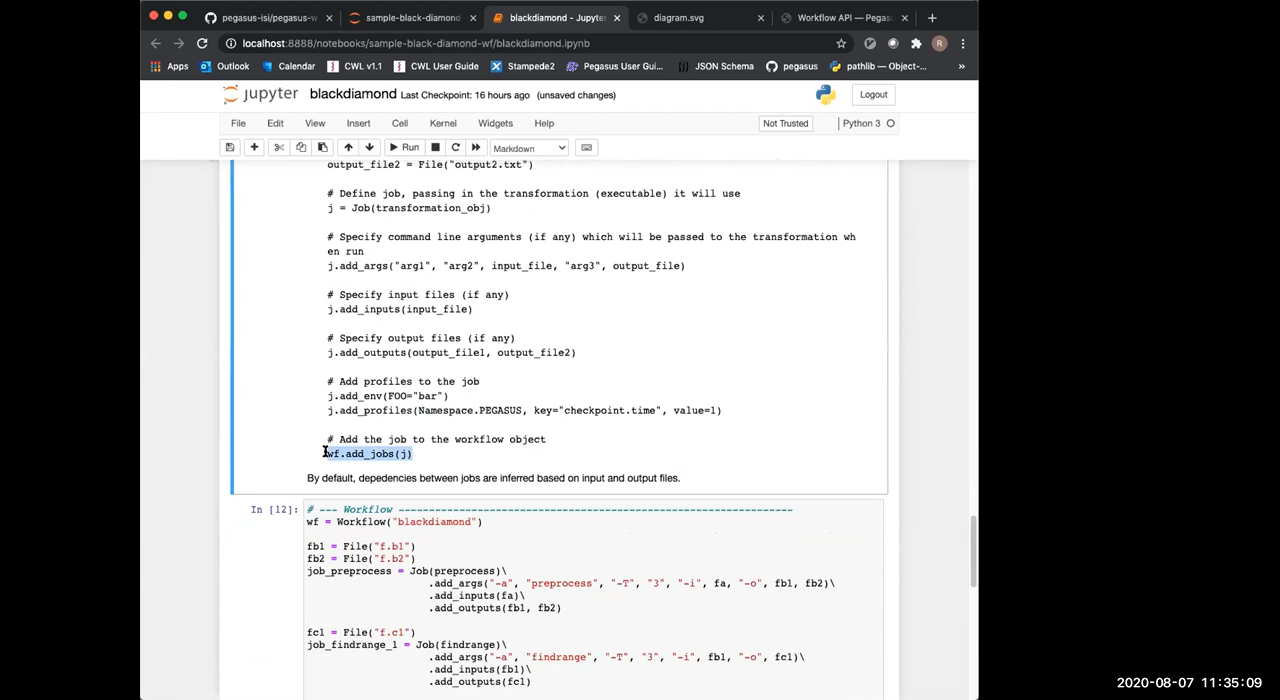 pegasus-isi/pegasus-w
sample-black-diamond
blackdiamond - Jupyter
diagram.svg
Workflow API — Pegas
localhost:8888/notebooks/sample-black-diamond-wf/blackdiamond.ipynb
R
Apps Outlook Calendar CWL v1.1 CWL User Guide Stampede2 Pegasus User Gui... JSON Schema pegasus pathlib — Object-... »
jupyter blackdiamond Last Checkpoint: 16 hours ago (unsaved changes) Logout
File Edit View Insert Cell Kernel Widgets Help Not Trusted Python 3
Run Markdown
output_file2 = File("output2.txt")
# Define job, passing in the transformation (executable) it will use
j = Job(transformation_obj)
# Specify command line arguments (if any) which will be passed to the transformation wh
en run
j.add_args("arg1", "arg2", input_file, "arg3", output_file)
# Specify input files (if any)
j.add_inputs(input_file)
# Specify output files (if any)
j.add_outputs(output_file1, output_file2)
# Add profiles to the job
j.add_env(FOO="bar")
j.add_profiles(Namespace.PEGASUS, key="checkpoint.time", value=1)
# Add the job to the workflow object
wf.add_jobs(j)
By default, depedencies between jobs are inferred based on input and output files.
In [12]: # --- Workflow -----------------------------------------------------------------
wf = Workflow("blackdiamond")
fb1 = File("f.b1")
fb2 = File("f.b2")
job_preprocess = Job(preprocess)\
.add_args("-a", "preprocess", "-T", "3", "-i", fa, "-o", fb1, fb2)\
.add_inputs(fa)\
.add_outputs(fb1, fb2)
fc1 = File("f.c1")
job_findrange_1 = Job(findrange)\
.add_args("-a", "findrange", "-T", "3", "-i", fb1, "-o", fc1)\
.add_inputs(fb1)\
.add_outputs(fc1)
2020-08-07 11:35:09